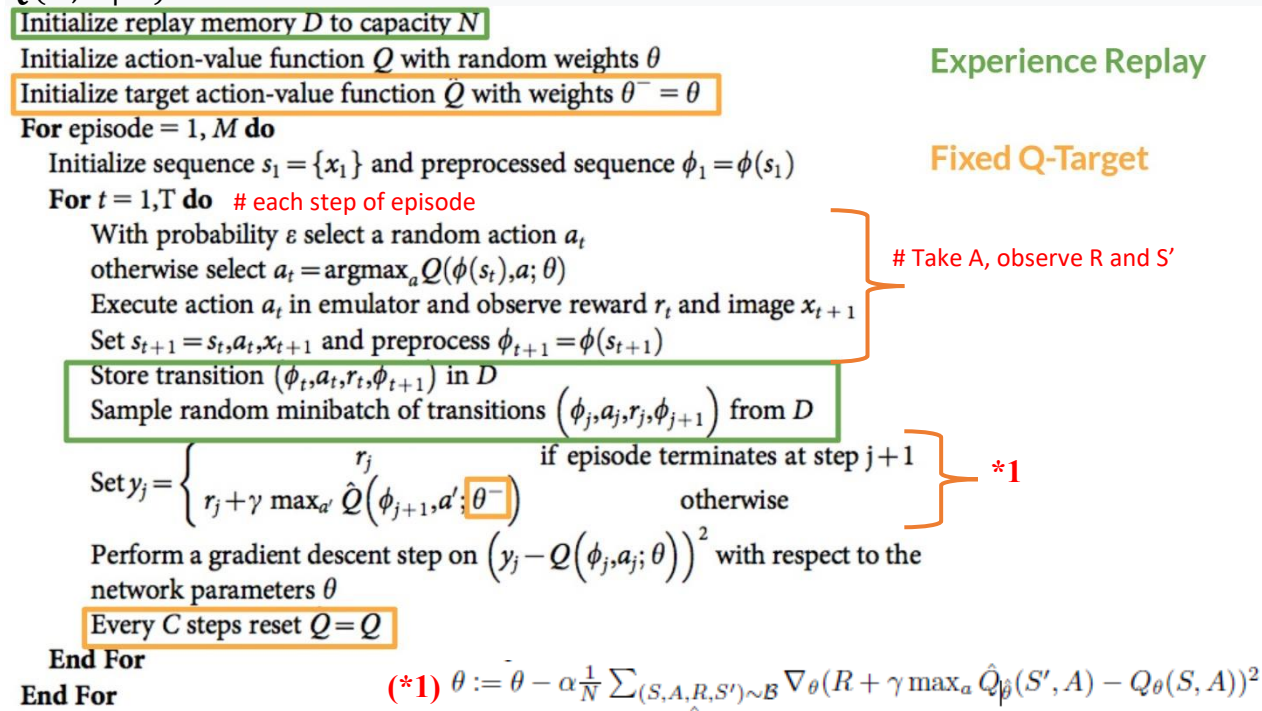 Initialize replay memory D to capacity N
Initialize action-value function Q with random weights θ
Experience Replay
Initialize target action-value function Q̂ with weights θ⁻ = θ
For episode = 1, M do
Initialize sequence s₁ = {x₁} and preprocessed sequence ϕ₁ = ϕ(s₁)
Fixed Q-Target
For t = 1,T do # each step of episode
With probability ε select a random action aₜ
otherwise select aₜ = argmaxₐ Q(ϕ(sₜ),a; θ)
# Take A, observe R and S’
Execute action aₜ in emulator and observe reward rₜ and image xₜ₊₁
Set sₜ₊₁ = sₜ,aₜ,xₜ₊₁ and preprocess ϕₜ₊₁ = ϕ(sₜ₊₁)
Store transition (ϕₜ,aₜ,rₜ,ϕₜ₊₁) in D
Sample random minibatch of transitions (ϕⱼ,aⱼ,rⱼ,ϕⱼ₊₁) from D
Set yⱼ = { rⱼ if episode terminates at step j+1
rⱼ + γ maxₐ′ Q̂(ϕⱼ₊₁,a′; θ⁻) otherwise
*1
Perform a gradient descent step on (yⱼ − Q(ϕⱼ,aⱼ; θ))² with respect to the
network parameters θ
Every C steps reset Q = Q
End For
End For
(*1) θ := θ − α 1/N ∑_(S,A,R,S′)∼B ∇_θ(R + γ maxₐ Q̂_θ̂(S′, A) − Q_θ(S, A))²